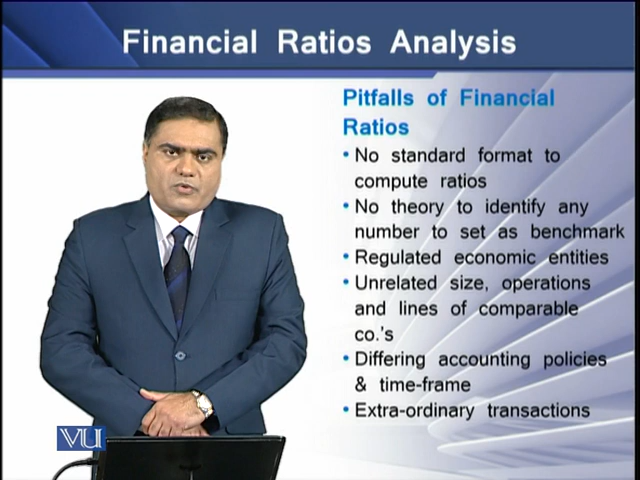 Financial Ratios Analysis
Pitfalls of Financial
Ratios
• No standard format to
compute ratios
• No theory to identify any
number to set as benchmark
• Regulated economic entities
• Unrelated size, operations
and lines of comparable
co.'s
• Differing accounting policies
& time-frame
• Extra-ordinary transactions
VU